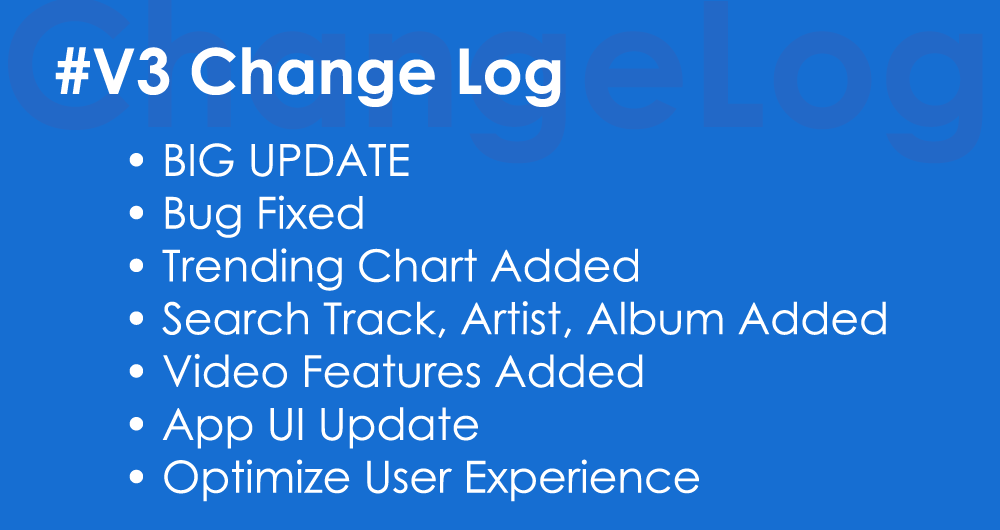 ChangeLog
#V3 Change Log
• BIG UPDATE
• Bug Fixed
• Trending Chart Added
• Search Track, Artist, Album Added
• Video Features Added
• App UI Update
• Optimize User Experience